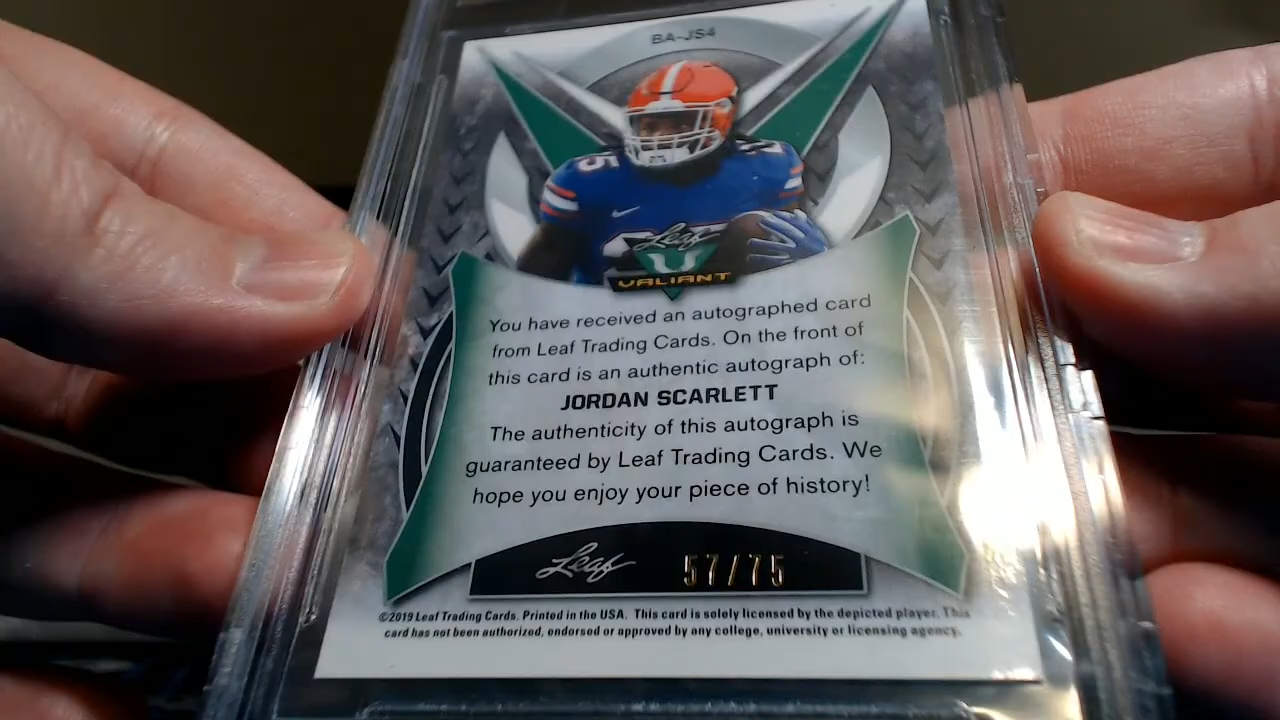 BA-JS4
Leaf
VALIANT
You have received an autographed card
from Leaf Trading Cards. On the front of
this card is an authentic autograph of:
JORDAN SCARLETT
The authenticity of this autograph is
guaranteed by Leaf Trading Cards. We
hope you enjoy your piece of history!
Leaf 57/75
©2019 Leaf Trading Cards. Printed in the USA. This card is solely licensed by the depicted player. This
card has not been authorized, endorsed or approved by any college, university or licensing agency.